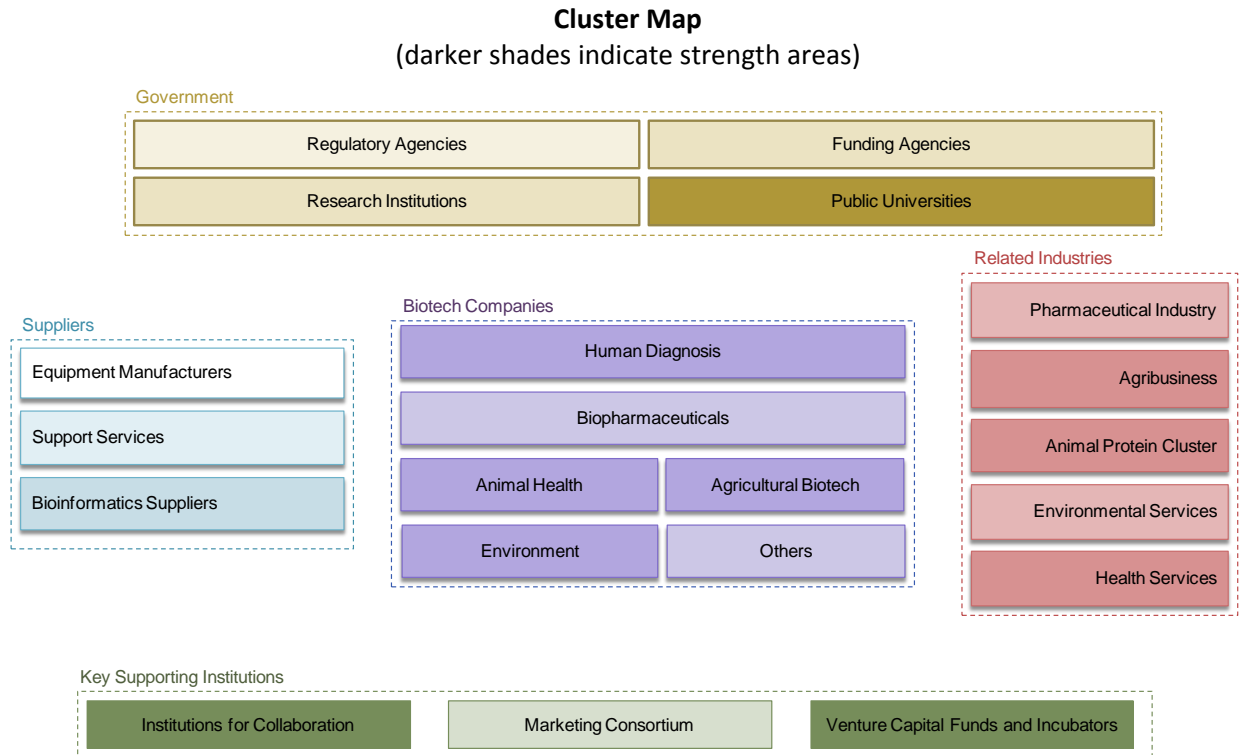 Cluster Map
(darker shades indicate strength areas)
Government
Regulatory Agencies
Funding Agencies
Research Institutions
Public Universities
Related Industries
Pharmaceutical Industry
Agribusiness
Animal Protein Cluster
Environmental Services
Health Services
Biotech Companies
Human Diagnosis
Biopharmaceuticals
Animal Health
Agricultural Biotech
Environment
Others
Suppliers
Equipment Manufacturers
Support Services
Bioinformatics Suppliers
Key Supporting Institutions
Institutions for Collaboration
Marketing Consortium
Venture Capital Funds and Incubators